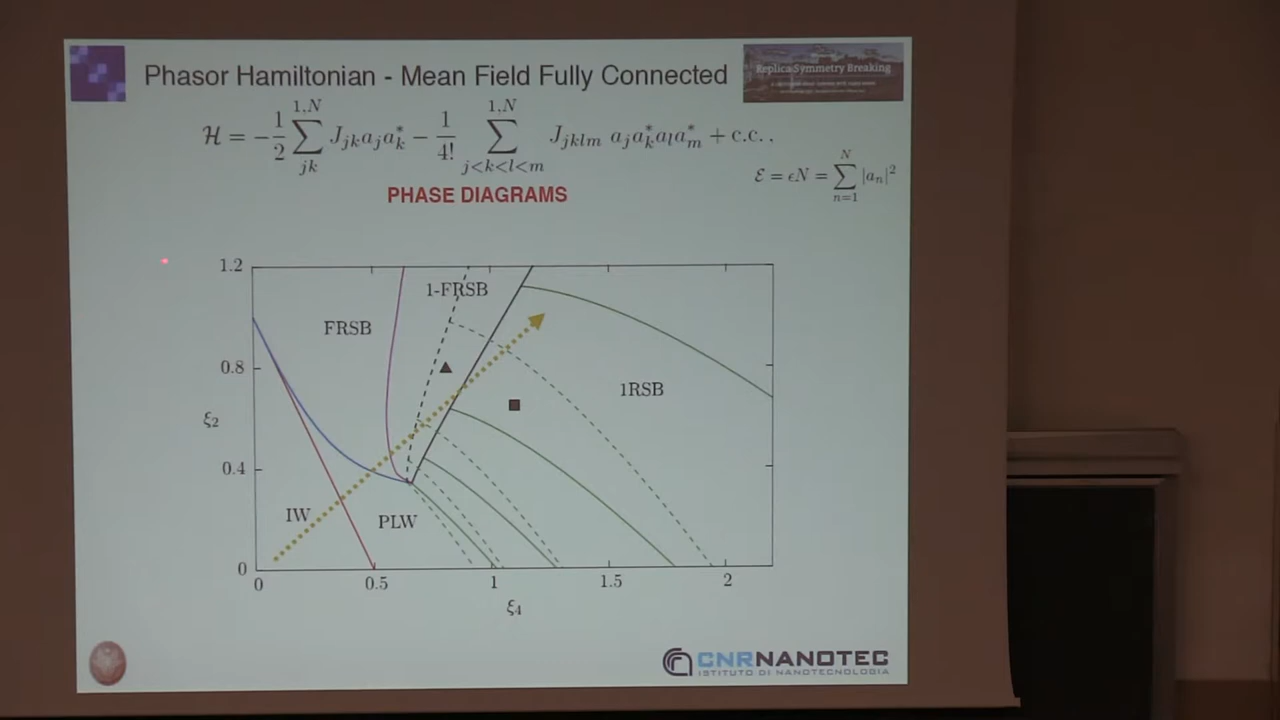 Phasor Hamiltonian - Mean Field Fully Connected
Replica Symmetry Breaking
ℋ = −1/2 ∑_{jk}^{1,N} J_{jk} a_j a_k^* − 1/4! ∑_{j<k<l<m}^{1,N} J_{jklm} a_j a_k^* a_l a_m^* + c.c. ,
ℰ = ϵN = ∑_{n=1}^{N} |a_n|^2
PHASE DIAGRAMS
1.2
1-FRSB
FRSB
0.8
1RSB
ξ_2
0.4
IW
PLW
0
0 0.5 1 1.5 2
ξ_4
CNRNANOTEC
ISTITUTO DI NANOTECNOLOGIA